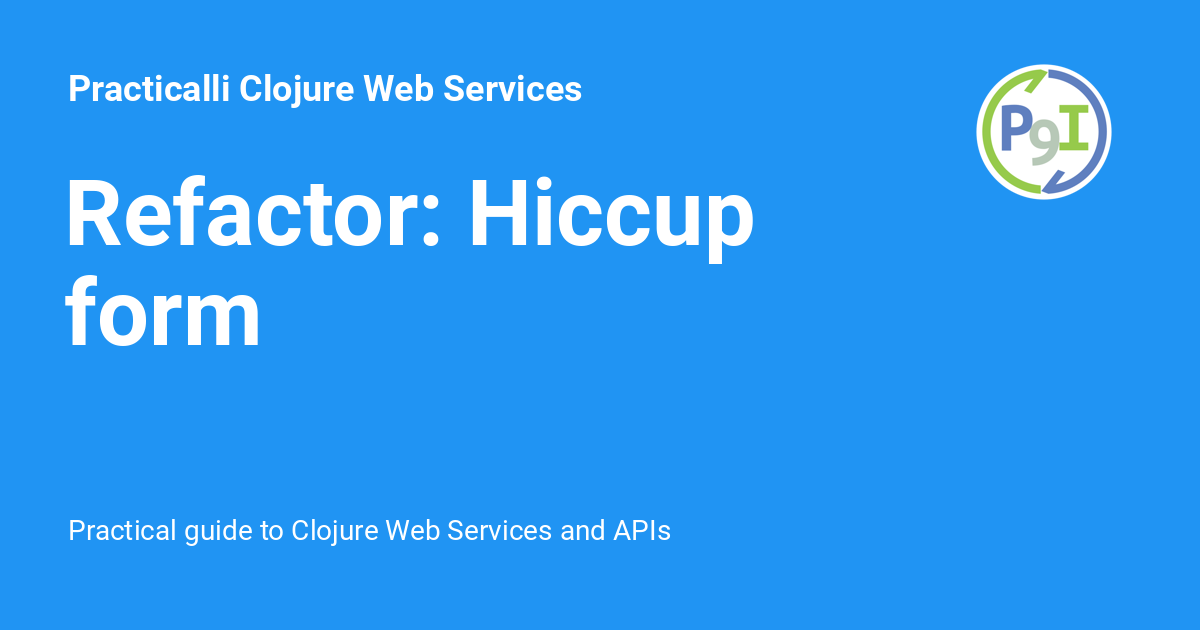 Practicalli Clojure Web Services
P9I
Refactor: Hiccup
form
Practical guide to Clojure Web Services and APIs